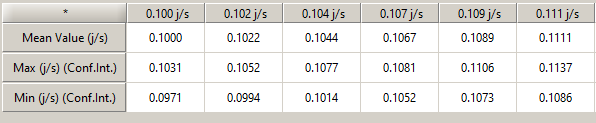 * 0.100 j/s 0.102 j/s 0.104 j/s 0.107 j/s 0.109 j/s 0.111 j/s
Mean Value (j/s) 0.1000 0.1022 0.1044 0.1067 0.1089 0.1111
Max (j/s) (Conf.Int.) 0.1031 0.1052 0.1077 0.1081 0.1106 0.1137
Min (j/s) (Conf.Int.) 0.0971 0.0994 0.1014 0.1052 0.1073 0.1086